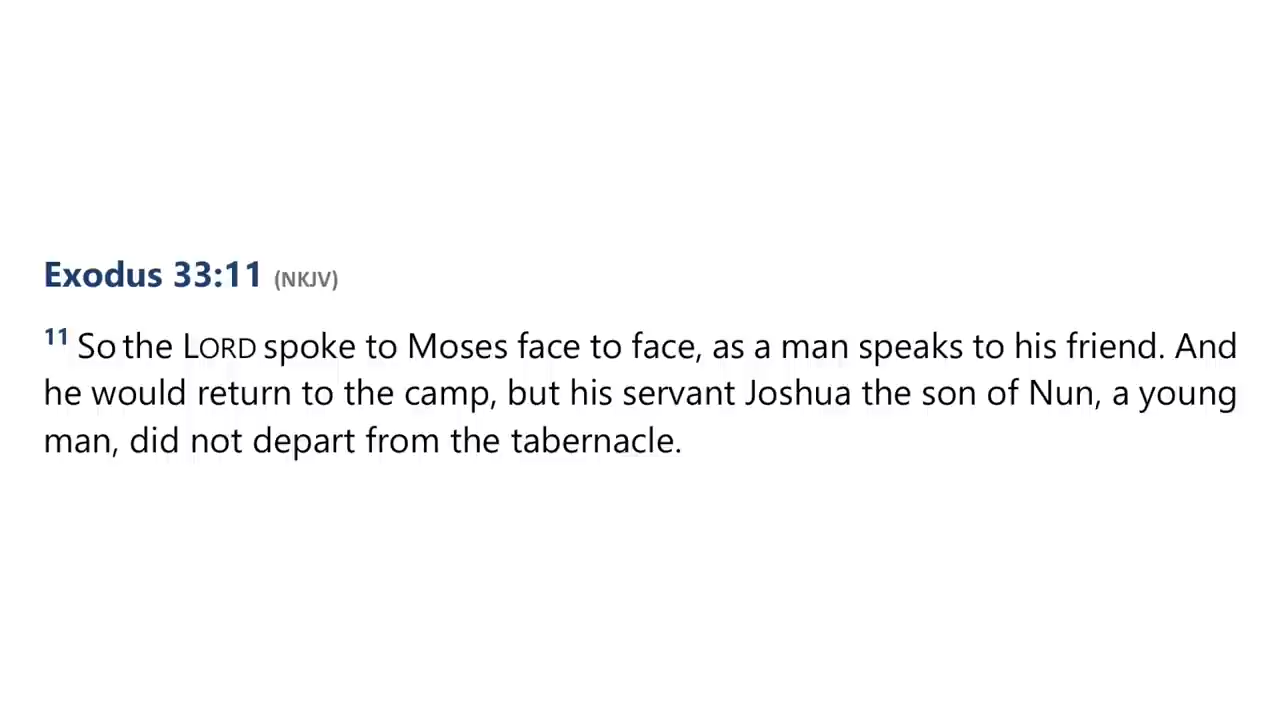 Exodus 33:11 (NKJV)
11 So the LORD spoke to Moses face to face, as a man speaks to his friend. And
he would return to the camp, but his servant Joshua the son of Nun, a young
man, did not depart from the tabernacle.